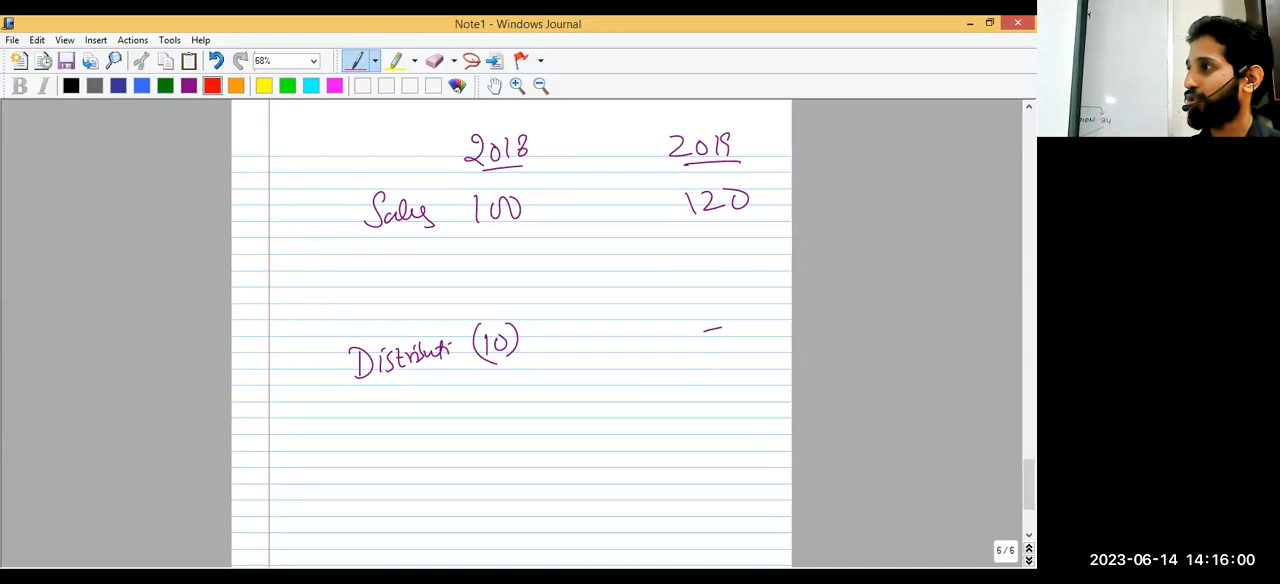 Note1 - Windows Journal
File Edit View Insert Actions Tools Help
68%
B I
2018 2019
Sales 100 120
Distributi (10) –
6 / 6
2023-06-14 14:16:00